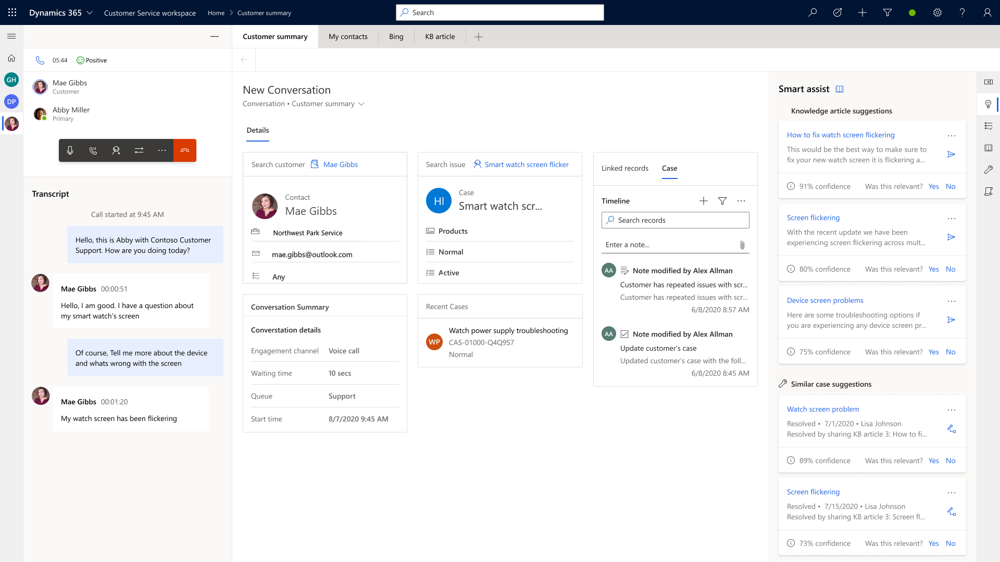 Dynamics 365
Customer Service workspace
Home
Customer summary
Search
?
Customer summary
My contacts
Bing
KB article
05:44
Positive
GH
DP
Mae Gibbs
Customer
Abby Miller
Primary
Transcript
Call started at 9:45 AM
Hello, this is Abby with Contoso Customer
Support. How are you doing today?
Mae Gibbs 00:00:51
Hello, I am good. I have a question about
my smart watch’s screen
Of course, Tell me more about the device
and whats wrong with the screen
Mae Gibbs 00:01:20
My watch screen has been flickering
New Conversation
Conversation • Customer summary
Details
Search customer
Mae Gibbs
Contact
Mae Gibbs
Northwest Park Service
mae.gibbs@outlook.com
Any
Conversation Summary
Converstation details
Engagement channel Voice call
Waiting time 10 secs
Queue Support
Start time 8/7/2020 9:45 AM
Search issue
Smart watch screen flicker
HI
Case
Smart watch scr...
Products
Normal
Active
Recent Cases
WP
Watch power supply troubleshooting
CAS-01000-Q4Q9S7
Normal
Linked records
Case
Timeline
Search records
Enter a note...
AA
Note modified by Alex Allman
Customer has repeated issues with scr...
Customer has repeated issues with scr...
6/8/2020 8:57 AM
AA
Note modified by Alex Allman
Update customer’s case
Updated customer’s case with the foll...
6/8/2020 8:45 AM
Smart assist
Knowledge article suggestions
How to fix watch screen flickering
This would be the best way to make sure to
fix your new watch screen it is flickering a...
91% confidence Was this relevant? Yes No
Screen flickering
With the recent update we have been
experiencing screen flickering across mult...
80% confidence Was this relevant? Yes No
Device screen problems
Here are some troubleshooting options if
you are experiencing any device screen pr...
75% confidence Was this relevant? Yes No
Similar case suggestions
Watch screen problem
Resolved • 7/1/2020 • Lisa Johnson
Resolved by sharing KB article 3: How to fi...
89% confidence Was this relevant? Yes No
Screen flickering
Resolved • 7/15/2020 • Lisa Johnson
Resolved by sharing KB article 3: Screen fl...
73% confidence Was this relevant? Yes No